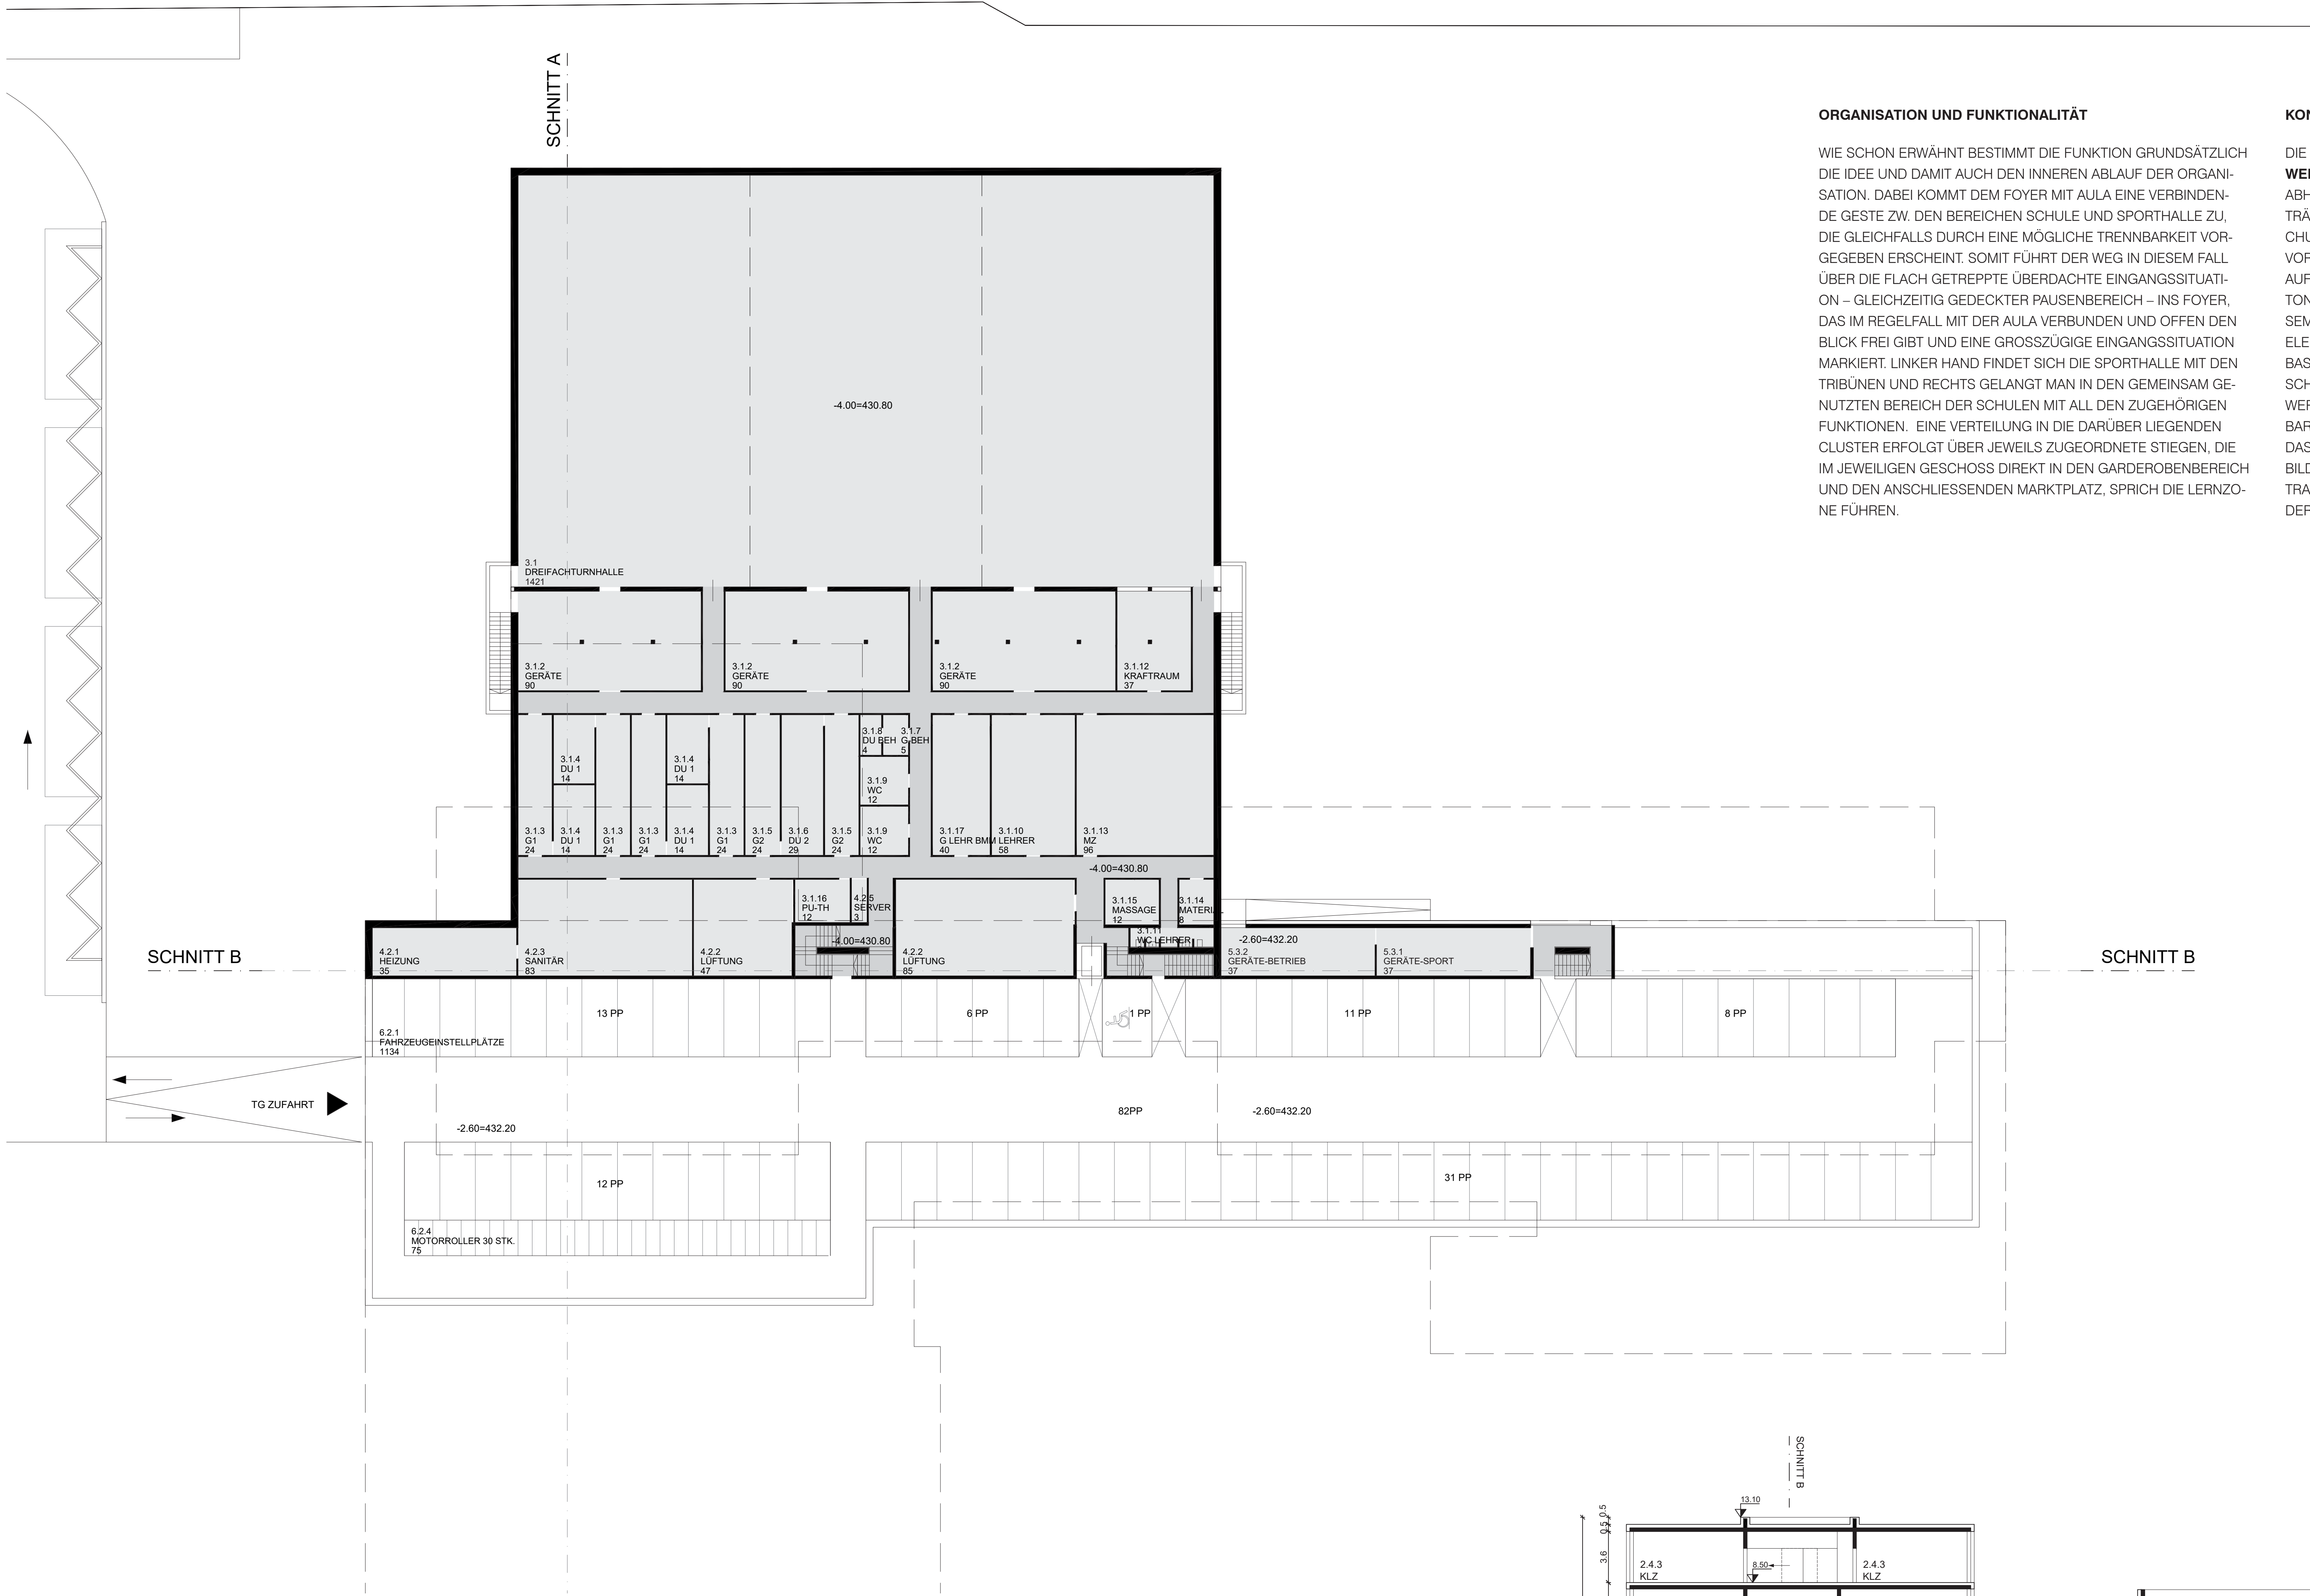 SCHNITT A
ORGANISATION UND FUNKTIONALITÄT
WIE SCHON ERWÄHNT BESTIMMT DIE FUNKTION GRUNDSÄTZLICH
DIE IDEE UND DAMIT AUCH DEN INNEREN ABLAUF DER ORGANI-
SATION. DABEI KOMMT DEM FOYER MIT AULA EINE VERBINDEN-
DE GESTE ZW. DEN BEREICHEN SCHULE UND SPORTHALLE ZU,
DIE GLEICHFALLS DURCH EINE MÖGLICHE TRENNBARKEIT VOR-
GEGEBEN ERSCHEINT. SOMIT FÜHRT DER WEG IN DIESEM FALL
ÜBER DIE FLACH GETREPPTE ÜBERDACHTE EINGANGSSITUATI-
ON – GLEICHZEITIG GEDECKTER PAUSENBEREICH – INS FOYER,
DAS IM REGELFALL MIT DER AULA VERBUNDEN UND OFFEN DEN
BLICK FREI GIBT UND EINE GROSSZÜGIGE EINGANGSSITUATION
MARKIERT. LINKER HAND FINDET SICH DIE SPORTHALLE MIT DEN
TRIBÜNEN UND RECHTS GELANGT MAN IN DEN GEMEINSAM GE-
NUTZTEN BEREICH DER SCHULEN MIT ALL DEN ZUGEHÖRIGEN
FUNKTIONEN. EINE VERTEILUNG IN DIE DARÜBER LIEGENDEN
CLUSTER ERFOLGT ÜBER JEWEILS ZUGEORDNETE STIEGEN, DIE
IM JEWEILIGEN GESCHOSS DIREKT IN DEN GARDEROBENBEREICH
UND DEN ANSCHLIESSENDEN MARKTPLATZ, SPRICH DIE LERNZO-
NE FÜHREN.
DIE
-4.00=430.80
3.1
DREIFACHTURNHALLE
1421
3.1.2
GERÄTE
90
3.1.2
GERÄTE
90
3.1.2
GERÄTE
90
3.1.12
KRAFTRAUM
37
3.1.8
DU BEH
4
3.1.7
G BEH
5
3.1.4
DU 1
14
3.1.4
DU 1
14
3.1.9
WC
12
3.1.3
G1
24
3.1.4
DU 1
14
3.1.3
G1
24
3.1.3
G1
24
3.1.4
DU 1
14
3.1.3
G1
24
3.1.5
G2
24
3.1.6
DU 2
29
3.1.5
G2
24
3.1.9
WC
12
3.1.17
G LEHR BMM
40
3.1.10
LEHRER
58
3.1.13
MZ
96
-4.00=430.80
3.1.16
PU-TH
12
4.2.5
SERVER
3
3.1.15
MASSAGE
12
3.1.14
MATERIAL
8
3.1.11
WC LEHRER
SCHNITT B
4.2.1
HEIZUNG
35
4.2.3
SANITÄR
83
4.2.2
LÜFTUNG
47
-4.00=430.80
4.2.2
LÜFTUNG
85
-2.60=432.20
5.3.2
GERÄTE-BETRIEB
37
5.3.1
GERÄTE-SPORT
37
SCHNITT B
13 PP
6 PP
1 PP
11 PP
8 PP
6.2.1
FAHRZEUGEINSTELLPLÄTZE
1134
TG ZUFAHRT
82PP
-2.60=432.20
-2.60=432.20
12 PP
31 PP
6.2.4
MOTORROLLER 30 STK.
75
SCHNITT B
13.10
0.5
0.5
3.6
2.4.3
KLZ
8.50
2.4.3
KLZ